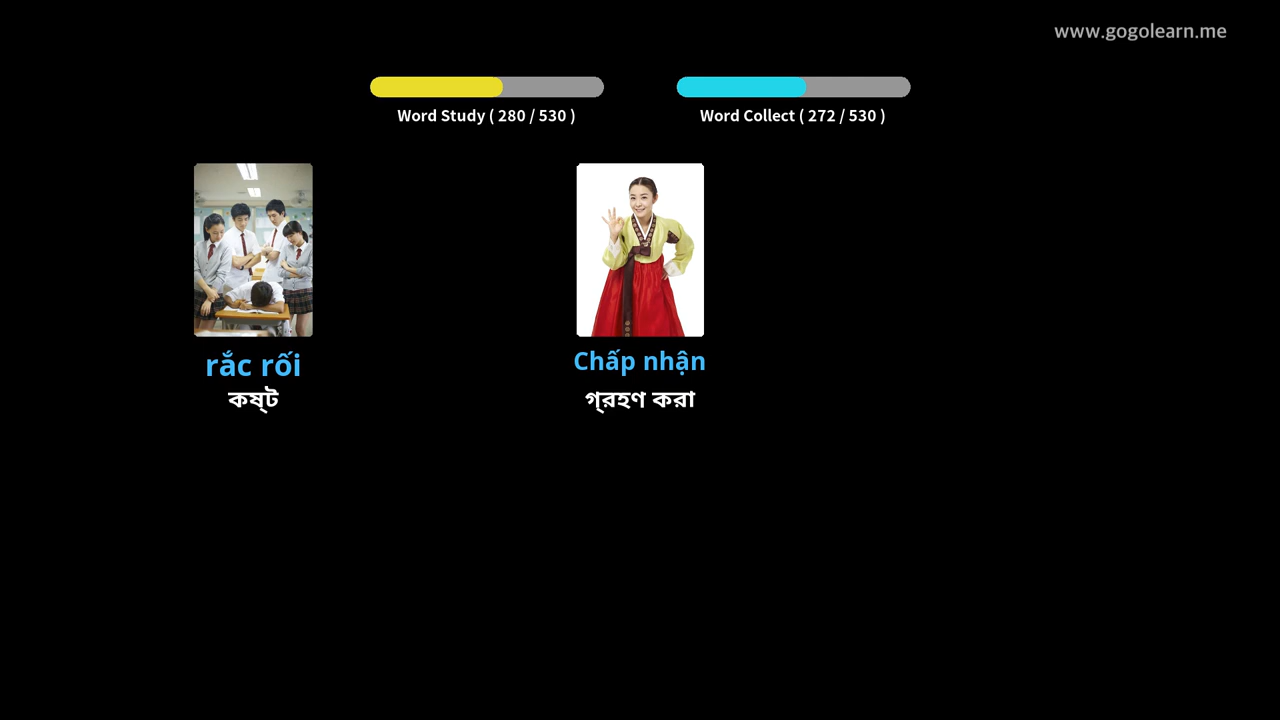 www.gogolearn.me
Word Study ( 280 / 530 )
Word Collect ( 272 / 530 )
rắc rối
কষ্ট
Chấp nhận
গ্রহণ করা